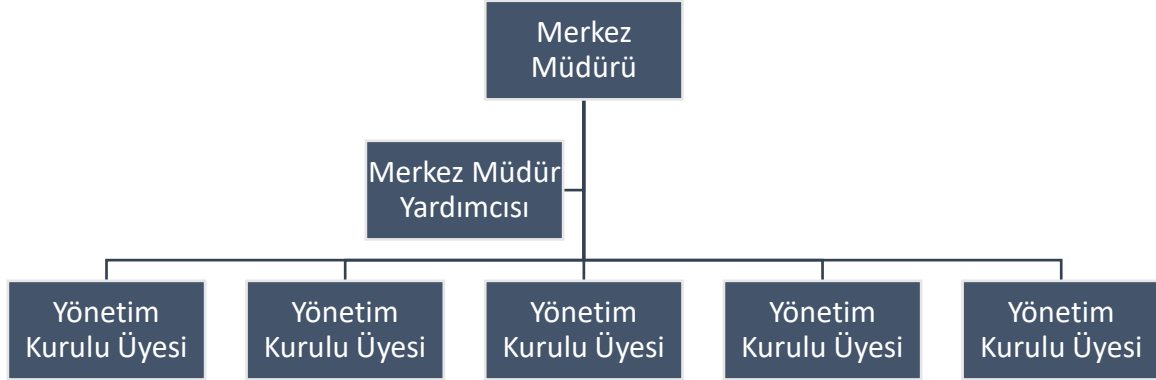 Merkez
Müdürü
Merkez Müdür
Yardımcısı
Yönetim
Kurulu Üyesi
Yönetim
Kurulu Üyesi
Yönetim
Kurulu Üyesi
Yönetim
Kurulu Üyesi
Yönetim
Kurulu Üyesi